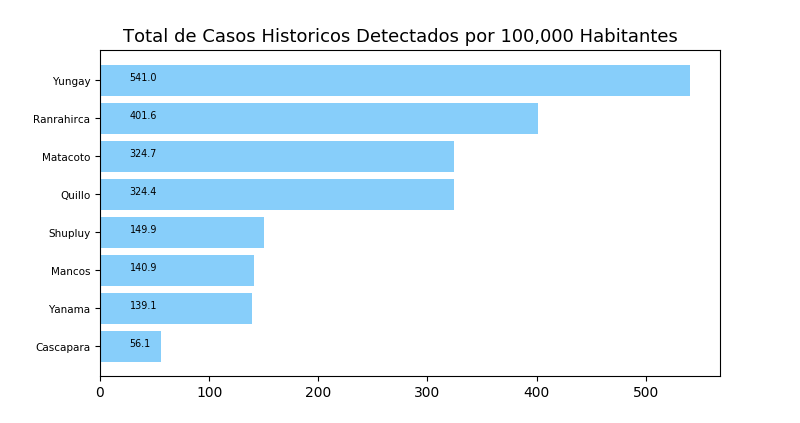 Total de Casos Historicos Detectados por 100,000 Habitantes
Yungay 541.0
Ranrahirca 401.6
Matacoto 324.7
Quillo 324.4
Shupluy 149.9
Mancos 140.9
Yanama 139.1
Cascapara 56.1
0 100 200 300 400 500